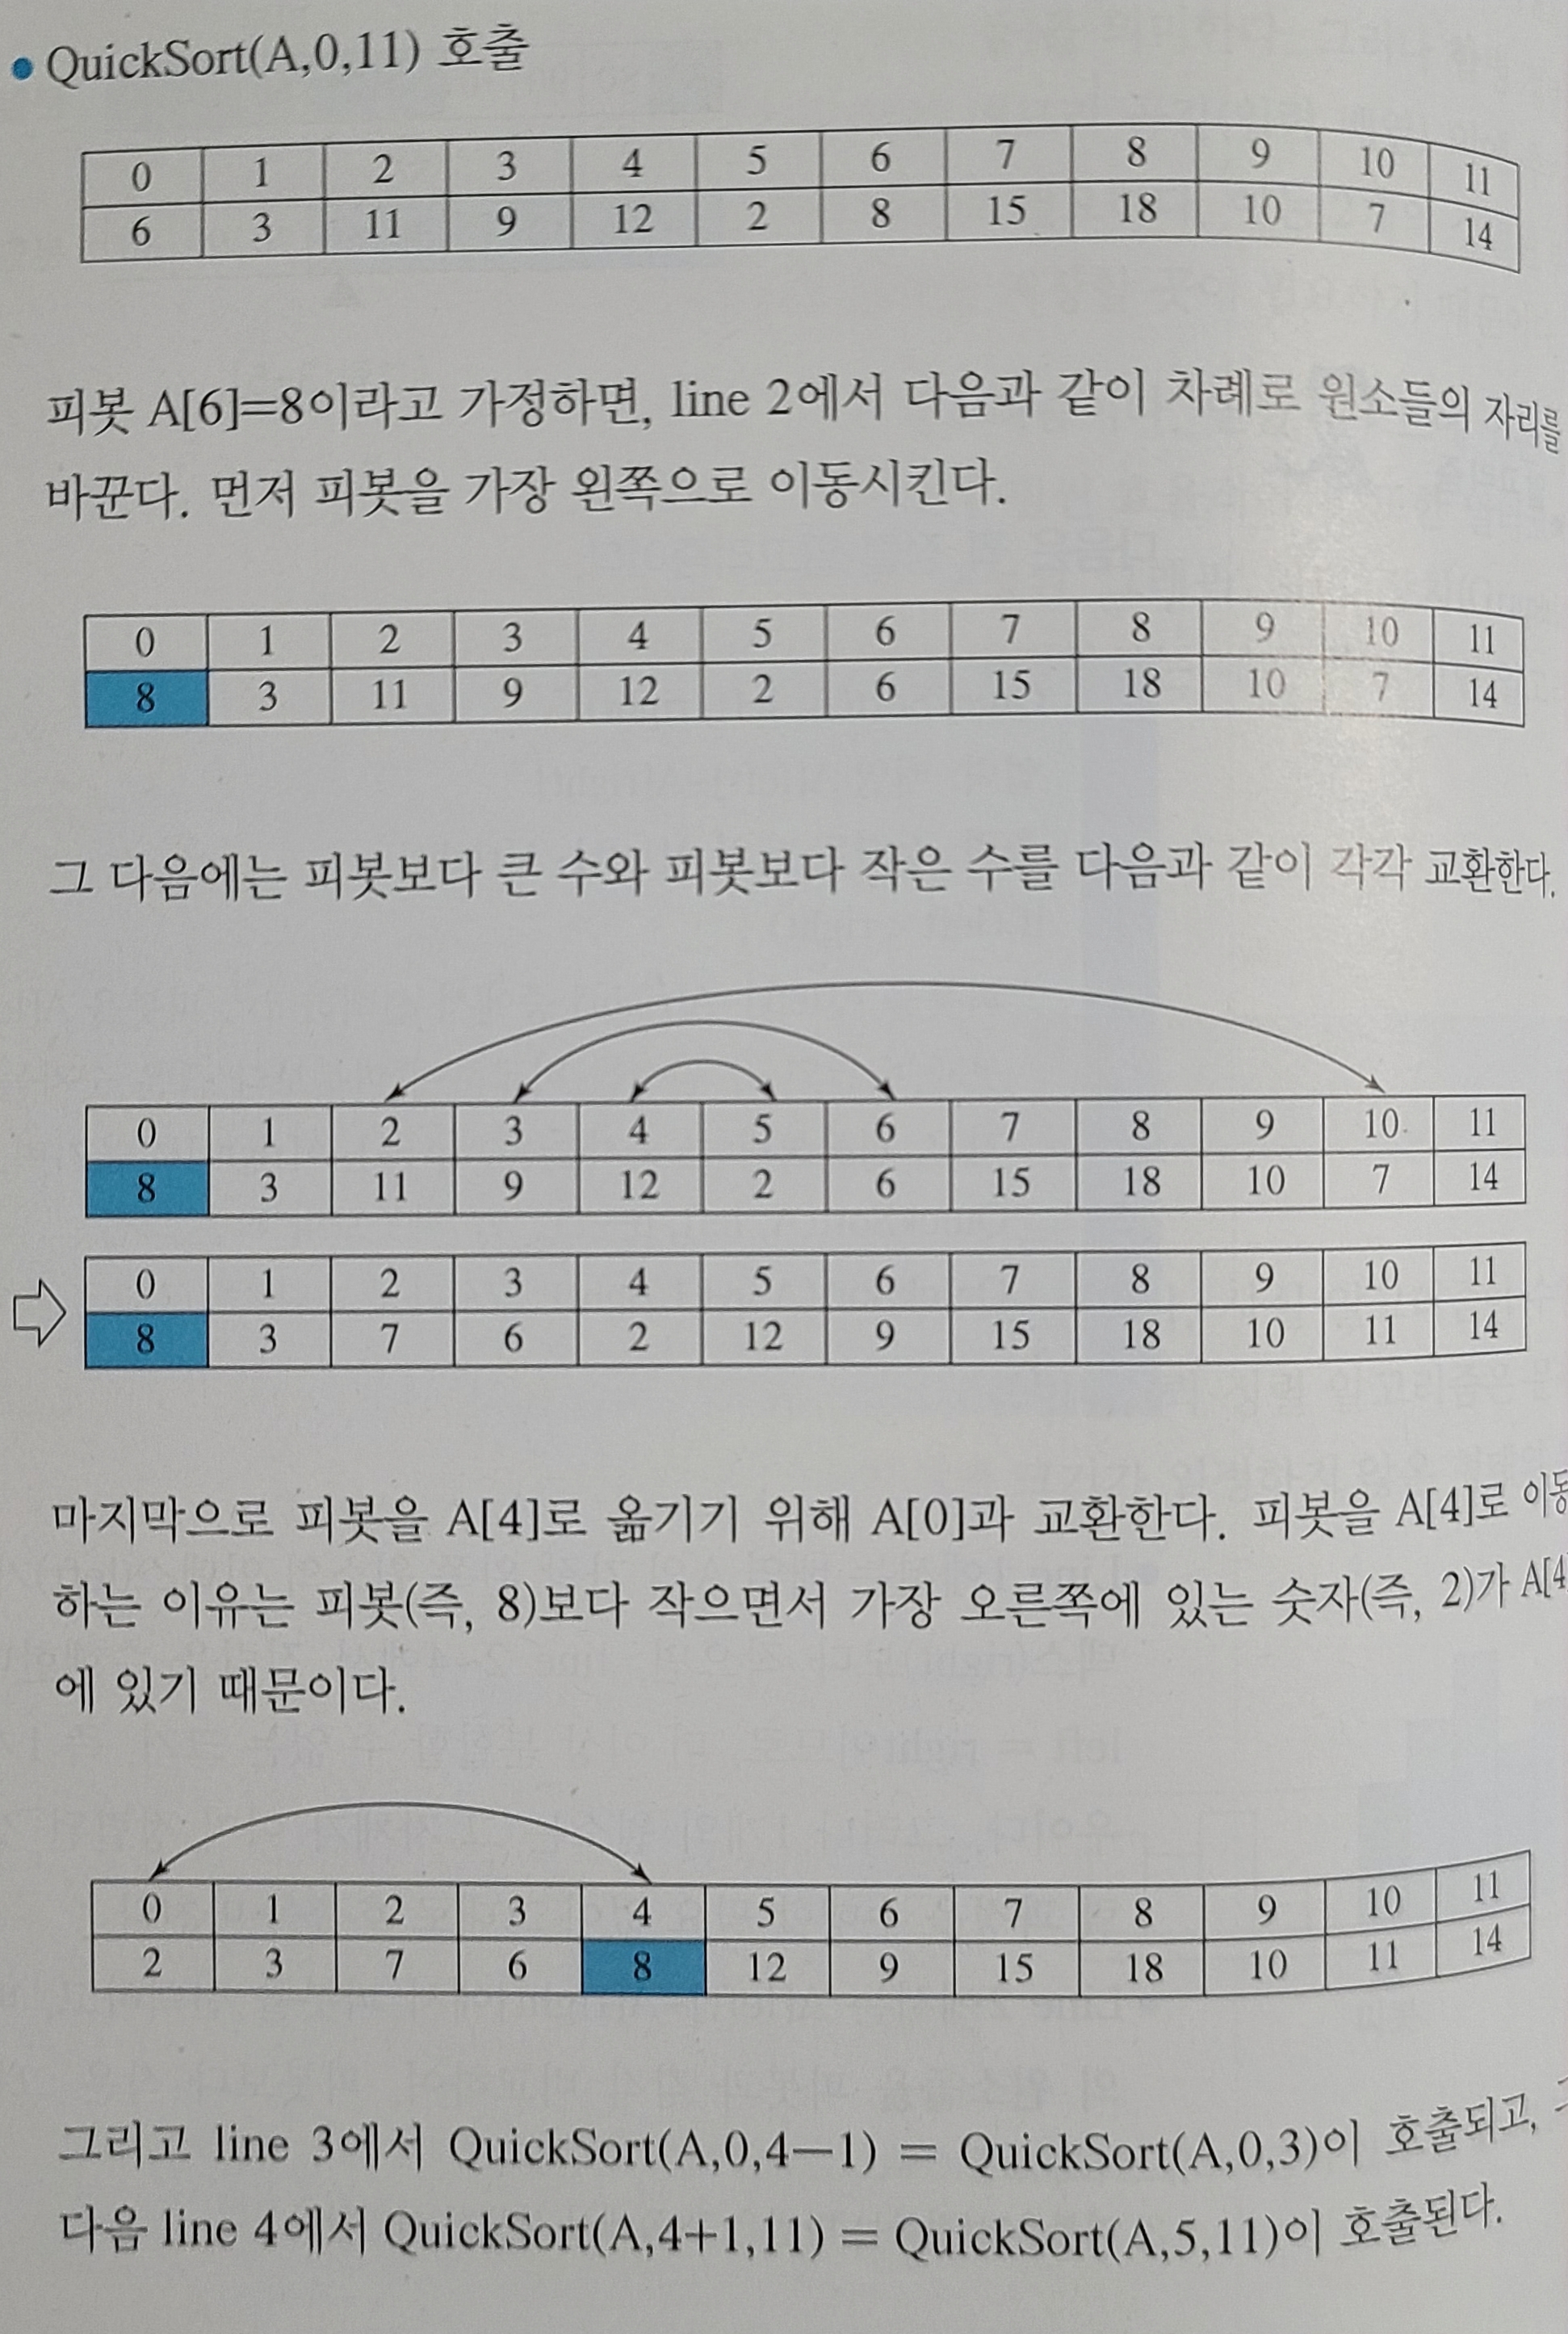 QuickSort(A,0,11) 호출
0 1 2 3 4 5 6 7 8 9 10 11
6 3 11 9 12 2 8 15 18 10 7 14
피봇 A[6]=8이라고 가정하면, line 2에서 다음과 같이 차례로 원소들의 자리를
바꾼다. 먼저 피봇을 가장 왼쪽으로 이동시킨다.
0 1 2 3 4 5 6 7 8 9 10 11
8 3 11 9 12 2 6 15 18 10 7 14
그 다음에는 피봇보다 큰 수와 피봇보다 작은 수를 다음과 같이 각각 교환한다.
0 1 2 3 4 5 6 7 8 9 10 11
8 3 11 9 12 2 6 15 18 10 7 14
0 1 2 3 4 5 6 7 8 9 10 11
8 3 7 6 2 12 9 15 18 10 11 14
마지막으로 피봇을 A[4]로 옮기기 위해 A[0]과 교환한다. 피봇을 A[4]로 이동
하는 이유는 피봇(즉, 8)보다 작으면서 가장 오른쪽에 있는 숫자(즉, 2)가 A[4
에 있기 때문이다.
0 1 2 3 4 5 6 7 8 9 10 11
2 3 7 6 8 12 9 15 18 10 11 14
그리고 line 3에서 QuickSort(A,0,4−1) = QuickSort(A,0,3)이 호출되고,
다음 line 4에서 QuickSort(A,4+1,11) = QuickSort(A,5,11)이 호출된다.